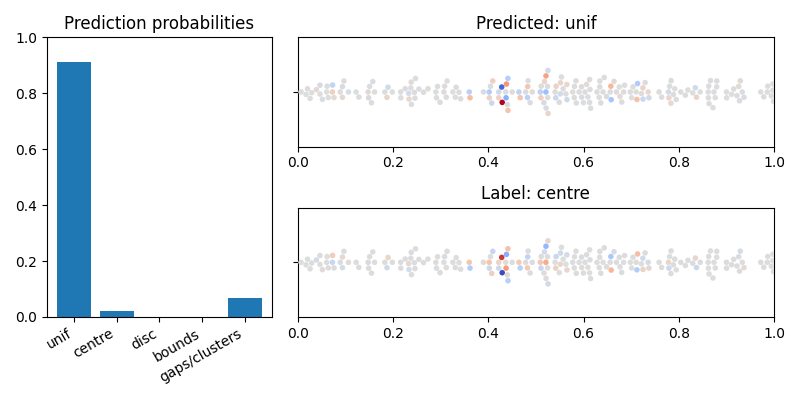 Prediction probabilities
1.0
0.8
0.6
0.4
0.2
0.0
unif
centre
disc
bounds
gaps/clusters
Predicted: unif
0.0 0.2 0.4 0.6 0.8 1.0
Label: centre
0.0 0.2 0.4 0.6 0.8 1.0